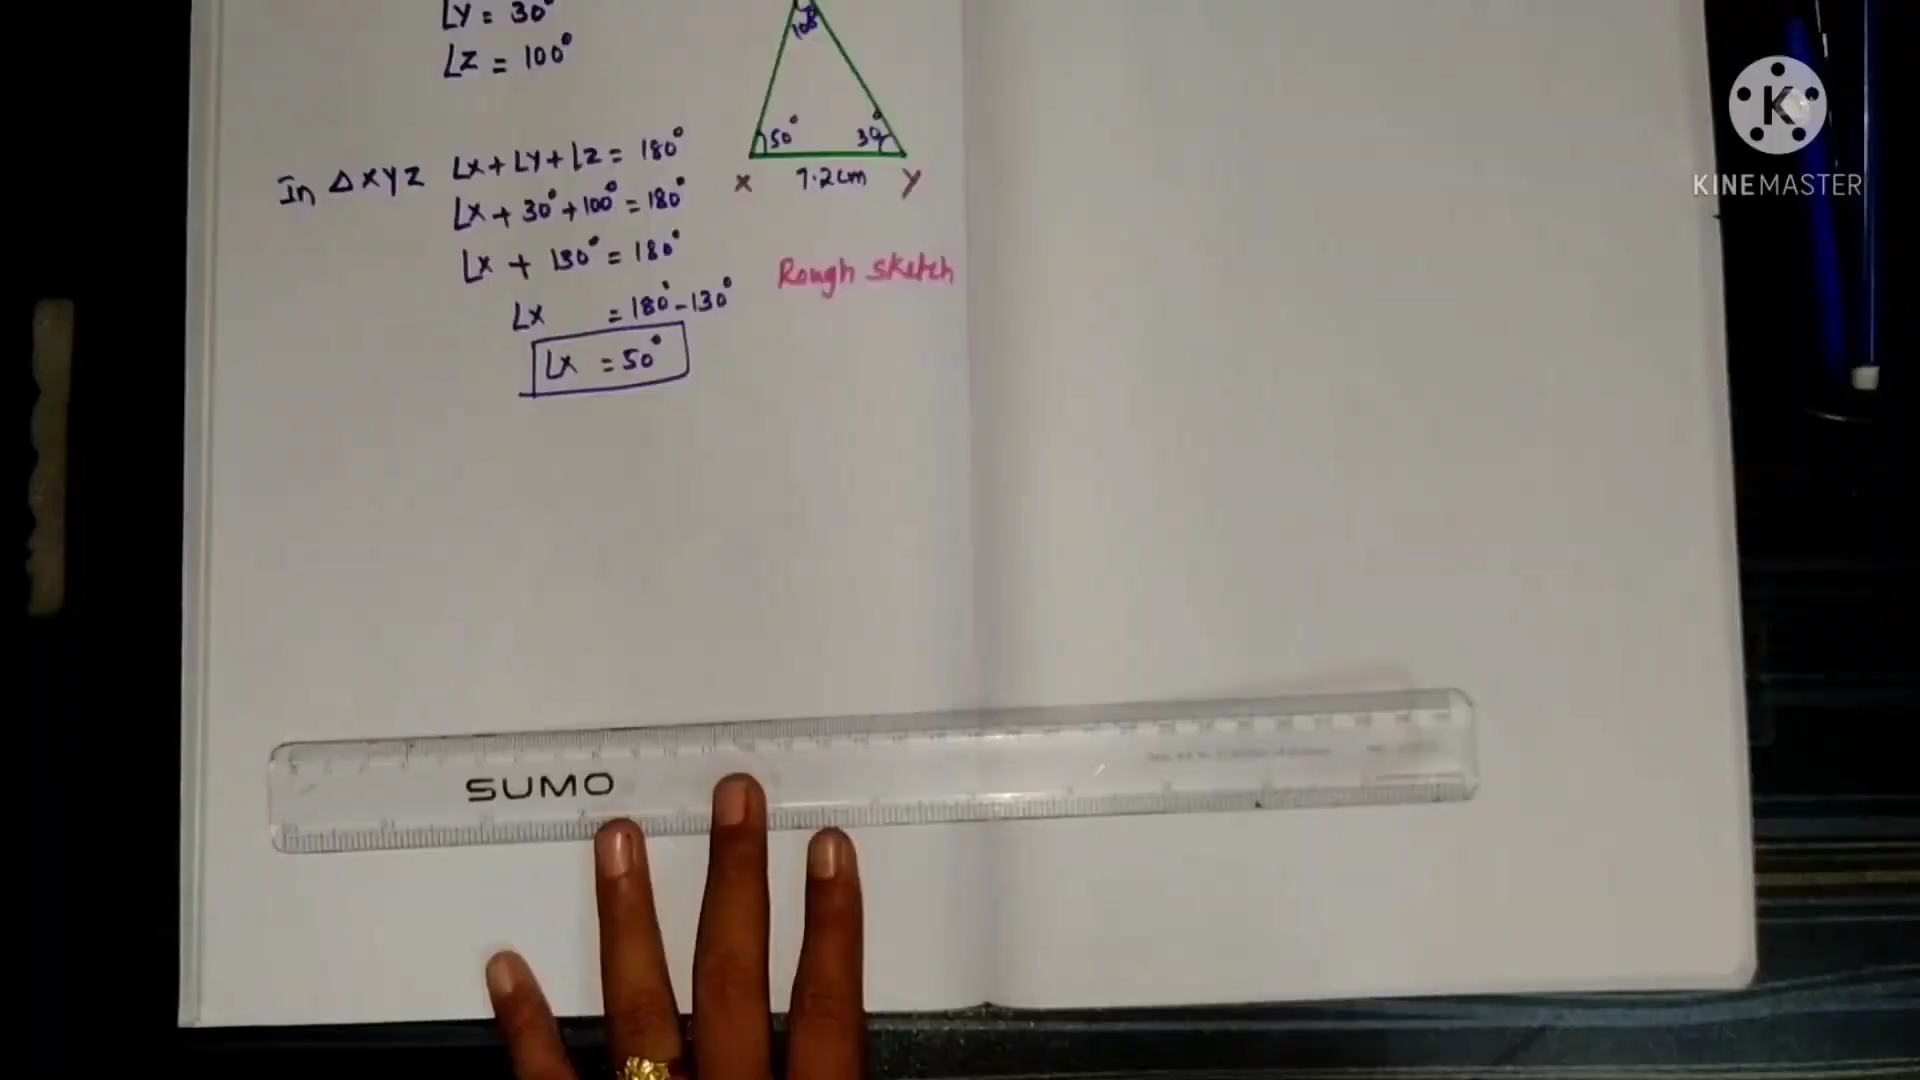 ∠Y = 30°
∠Z = 100°
100°
50° 30°
X 7.2cm Y
In △XYZ ∠X + ∠Y + ∠Z = 180°
∠X + 30° + 100° = 180°
∠X + 130° = 180°
∠X = 180° - 130°
∠X = 50°
Rough sketch
SUMO
K
KINEMASTER